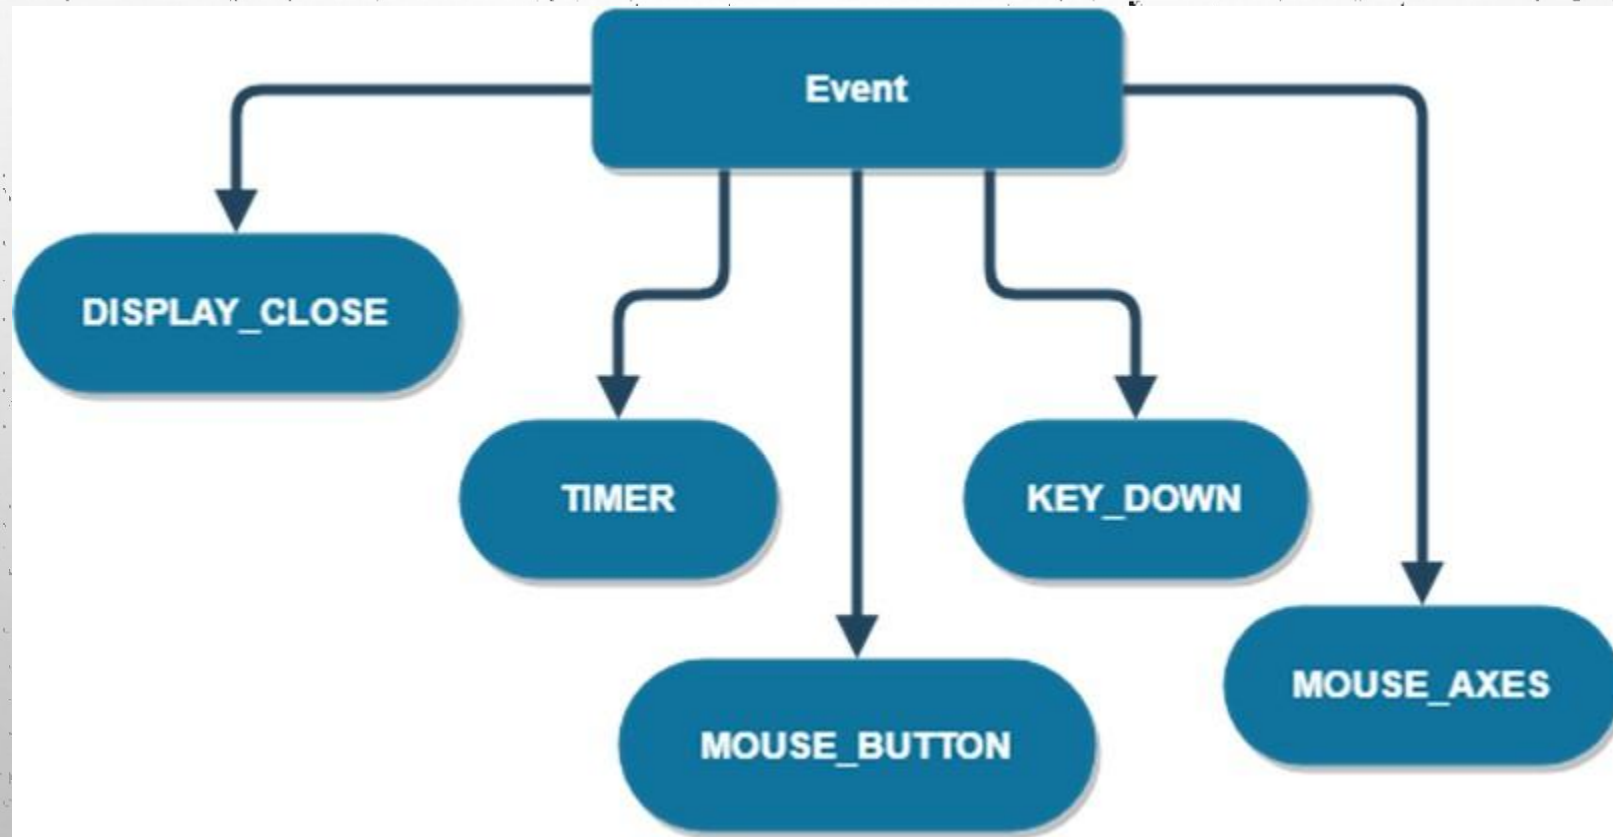 Event
DISPLAY_CLOSE
TIMER
KEY_DOWN
MOUSE_AXES
MOUSE_BUTTON